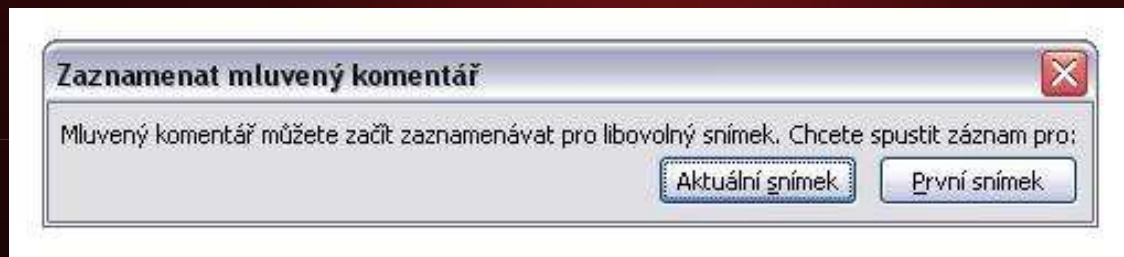 Zaznamenat mluvený komentář
Mluvený komentář můžete začít zaznamenávat pro libovolný snímek. Chcete spustit záznam pro:
Aktuální snímek První snímek